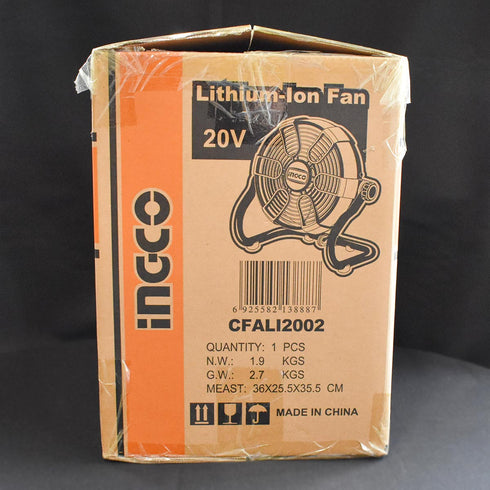 Lithium-Ion Fan
20V
INGCO
INGCO
6 925582 138887
CFALI2002
QUANTITY: 1 PCS
N.W.: 1.9 KGS
G.W.: 2.7 KGS
MEAST: 36X25.5X35.5 CM
MADE IN CHINA